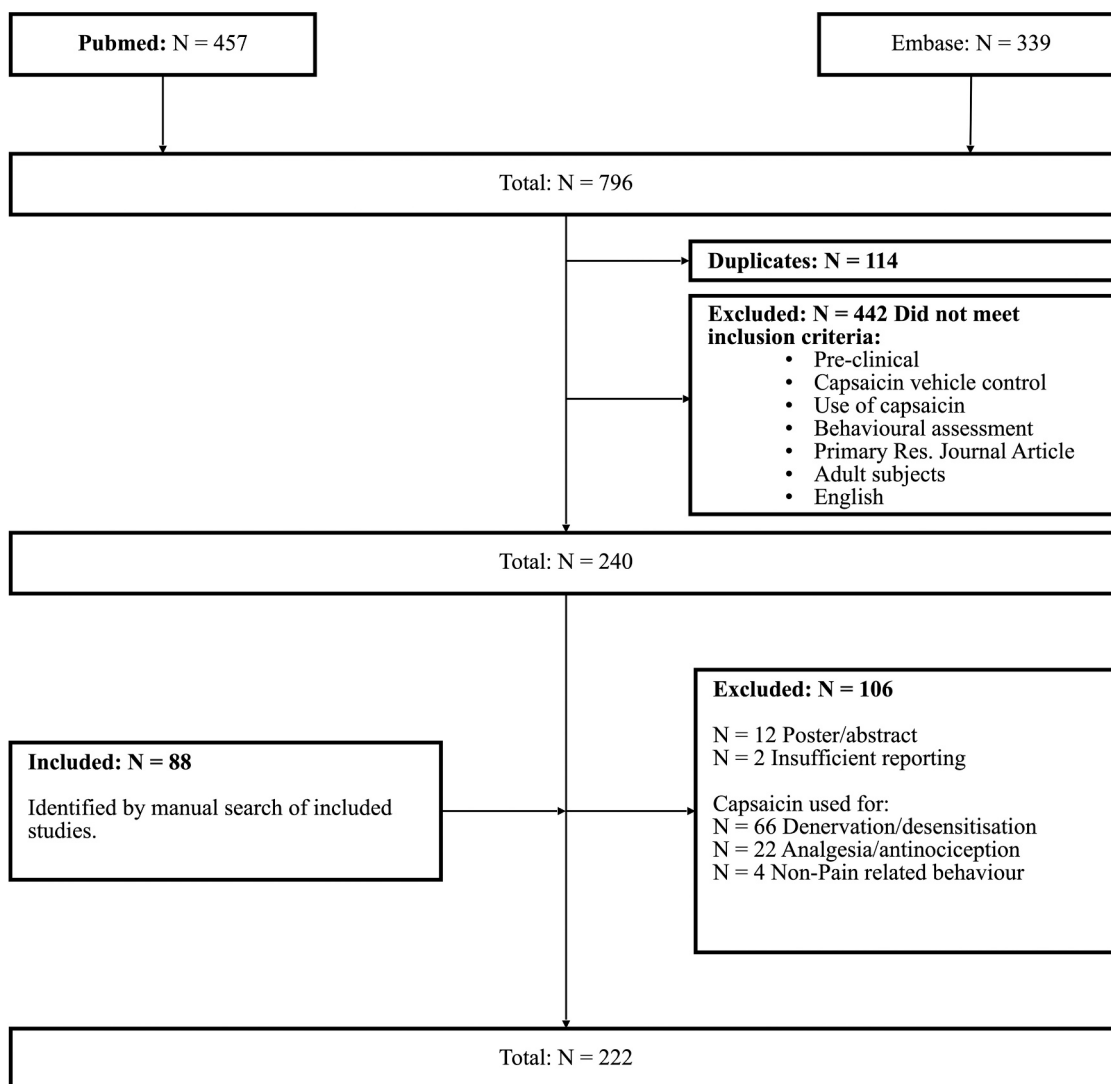 Pubmed: N = 457
Embase: N = 339
Total: N = 796
Duplicates: N = 114
Excluded: N = 442 Did not meet
inclusion criteria:
• Pre-clinical
• Capsaicin vehicle control
• Use of capsaicin
• Behavioural assessment
• Primary Res. Journal Article
• Adult subjects
• English
Total: N = 240
Included: N = 88
Identified by manual search of included
studies.
Excluded: N = 106
N = 12 Poster/abstract
N = 2 Insufficient reporting
Capsaicin used for:
N = 66 Denervation/desensitisation
N = 22 Analgesia/antinociception
N = 4 Non-Pain related behaviour
Total: N = 222